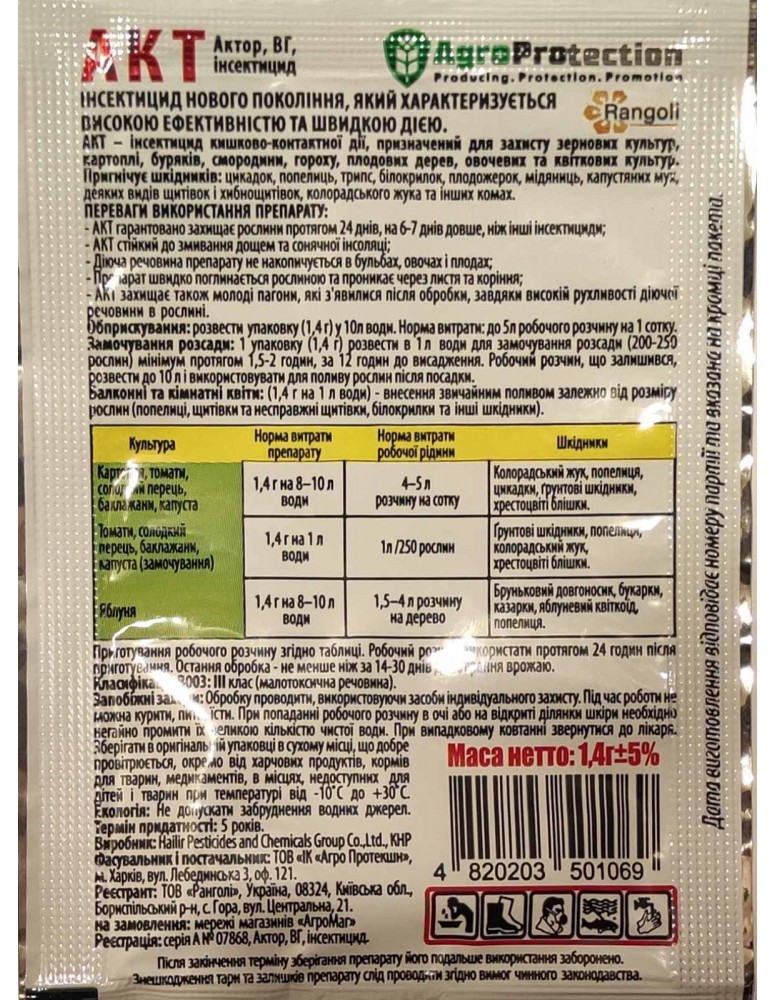 АКТ Актор, ВГ,
інсектицид
AgroProtection
Producing. Protection. Promotion
ІНСЕКТИЦИД НОВОГО ПОКОЛІННЯ, ЯКИЙ ХАРАКТЕРИЗУЄТЬСЯ
ВИСОКОЮ ЕФЕКТИВНІСТЮ ТА ШВИДКОЮ ДІЄЮ.
Rangoli
АКТ – інсектицид кишково-контактної дії, призначений для захисту зернових культур,
картоплі, буряків, смородини, гороху, плодових дерев, овочевих та квіткових культур.
Пригнічує шкідників: цикадок, попелиць, трипс, білокрилок, плодожерок, мідяниць, капустяних мух,
деяких видів щитівок і хибнощитівок, колорадського жука та інших комах.
ПЕРЕВАГИ ВИКОРИСТАННЯ ПРЕПАРАТУ:
- АКТ гарантовано захищає рослини протягом 24 днів, на 6-7 днів довше, ніж інші інсектициди;
- АКТ стійкий до змивання дощем та сонячної інсоляції;
- Діюча речовина препарату не накопичується в бульбах, овочах і плодах;
- Препарат швидко поглинається рослиною та проникає через листя та коріння;
- АКТ захищає також молоді пагони, які з'явилися після обробки, завдяки високій рухливості діючої
речовини в рослині.
Обприскування: розвести упаковку (1,4 г) у 10л води. Норма витрати: до 5л робочого розчину на 1 сотку.
Замочування розсади: 1 упаковку (1,4 г) розвести в 1 л води для замочування розсади (200-250
рослин) мінімум протягом 1,5-2 годин, за 12 годин до висадження. Робочий розчин, що залишився,
розвести до 10 л і використовувати для поливу рослин після посадки.
Балконні та кімнатні квіти: (1,4 г на 1 л води) - внесення звичайним поливом залежно від розміру
рослин (попелиці, щитівки та несправжні щитівки, білокрилки та інші шкідники).
Культура Норма витрати препарату Норма витрати робочої рідини Шкідники
Картопля, томати, солодкий перець, баклажани, капуста 1,4 г на 8–10 л води 4–5 л розчину на сотку Колорадський жук, попелиця, цикадки, ґрунтові шкідники, хрестоцвіті блішки.
Томати, солодкий перець, баклажани, капуста (замочування) 1,4 г на 1 л води 1л /250 рослин Ґрунтові шкідники, попелиця, колорадський жук, хрестоцвіті блішки.
Яблуня 1,4 г на 8–10 л води 1,5–4 л розчину на дерево Бруньковий довгоносик, букарки, казарки, яблуневий квіткоїд, попелиця.
Приготування робочого розчину згідно таблиці. Робочий використати протягом 24 годин після
приготування. Остання обробка - не менше ніж за 14-30 днів врожаю.
ВООЗ: III клас (малотоксична речовина).
Запобіжні заходи: Обробку проводити, використовуючи засоби індивідуального захисту. Під час роботи не
можна курити, пити, їсти. При попаданні робочого розчину в очі або на відкриті ділянки шкіри необхідно
негайно промити їх великою кількістю чистої води. При випадковому ковтанні звернутися до лікаря.
Зберігати в оригінальній упаковці в сухому місці, що добре
провітрюється, окремо від харчових продуктів, кормів
для тварин, медикаментів, в місцях, недоступних для
дітей і тварин при температурі від -10˚С до +30˚С.
Екологія: Не допускати забруднення водних джерел.
Термін придатності: 5 років.
Виробник: Hailir Pesticides and Chemicals Group Co.,Ltd., КНР
Фасувальник і постачальник: ТОВ «ІК «Агро Протекшн»,
м. Харків, вул. Лебединська 3, оф. 121.
Реєстрант: ТОВ «Ранголі», Україна, 08324, Київська обл.,
Бориспільський р-н, с. Гора, вул. Центральна, 21.
на замовлення: мережі магазинів «АгроМаг»
Реєстрація: серія А № 07868, Актор, ВГ, інсектицид.
Маса нетто: 1,4г±5%
4 820203 501069
Після закінчення терміну зберігання препарату його подальше використання заборонено.
Знешкодження тари та залишків препарату слід проводити згідно вимог чинного законодавства.
Дата виготовлення відповідає номеру партії та вказана на кромці пакета.